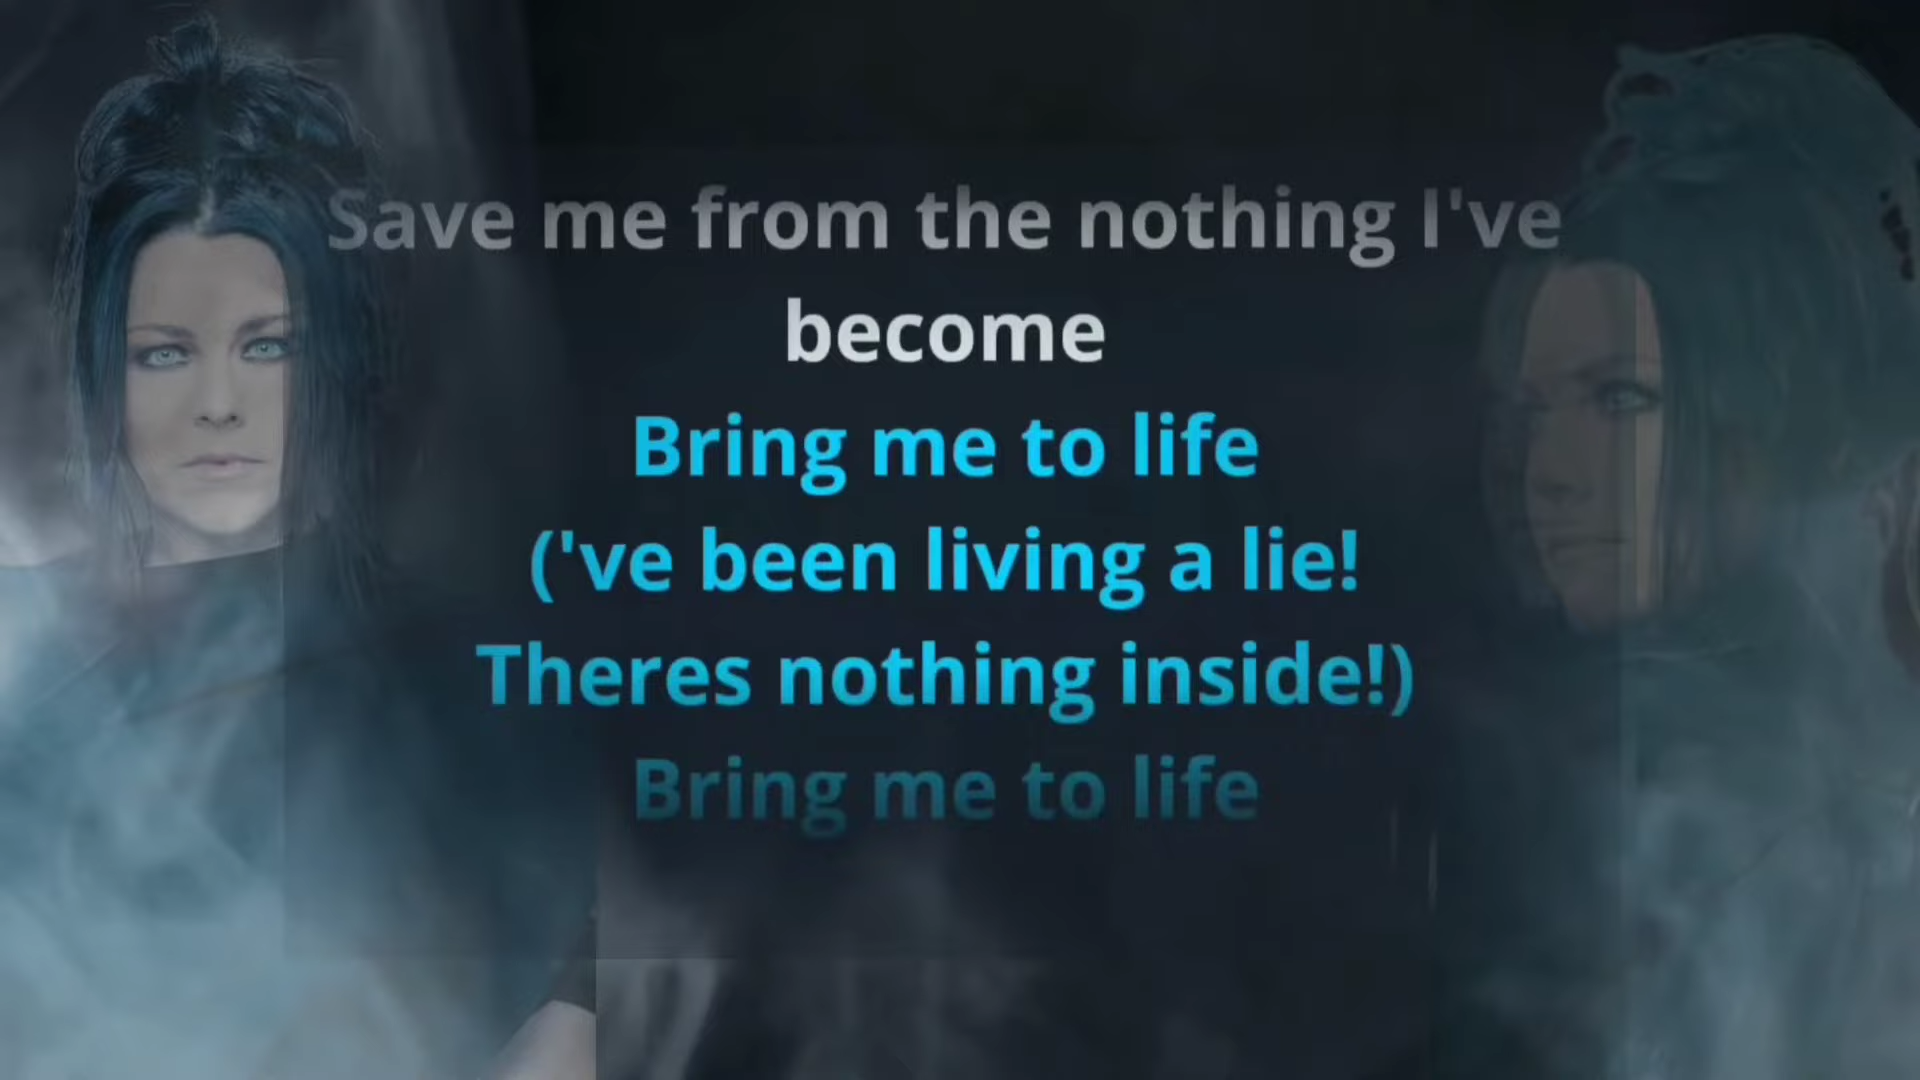 Save me from the nothing I've
become
Bring me to life
('ve been living a lie!
Theres nothing inside!)
Bring me to life